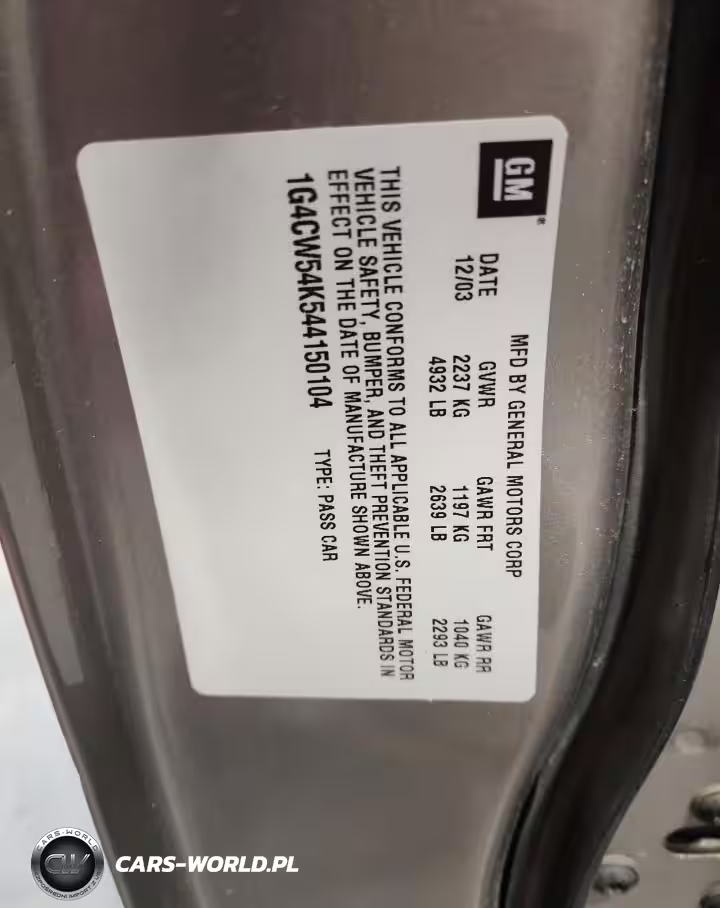 GM®
MFD BY GENERAL MOTORS CORP
DATE GVWR GAWR FRT GAWR RR
12/03 2237 KG 1197 KG 1040 KG
4932 LB 2639 LB 2293 LB
THIS VEHICLE CONFORMS TO ALL APPLICABLE U.S. FEDERAL MOTOR
VEHICLE SAFETY, BUMPER, AND THEFT PREVENTION STANDARDS IN
EFFECT ON THE DATE OF MANUFACTURE SHOWN ABOVE.
1G4CW54K544150104 TYPE: PASS CAR
CARS-WORLD
CW
CARS-WORLD.PL